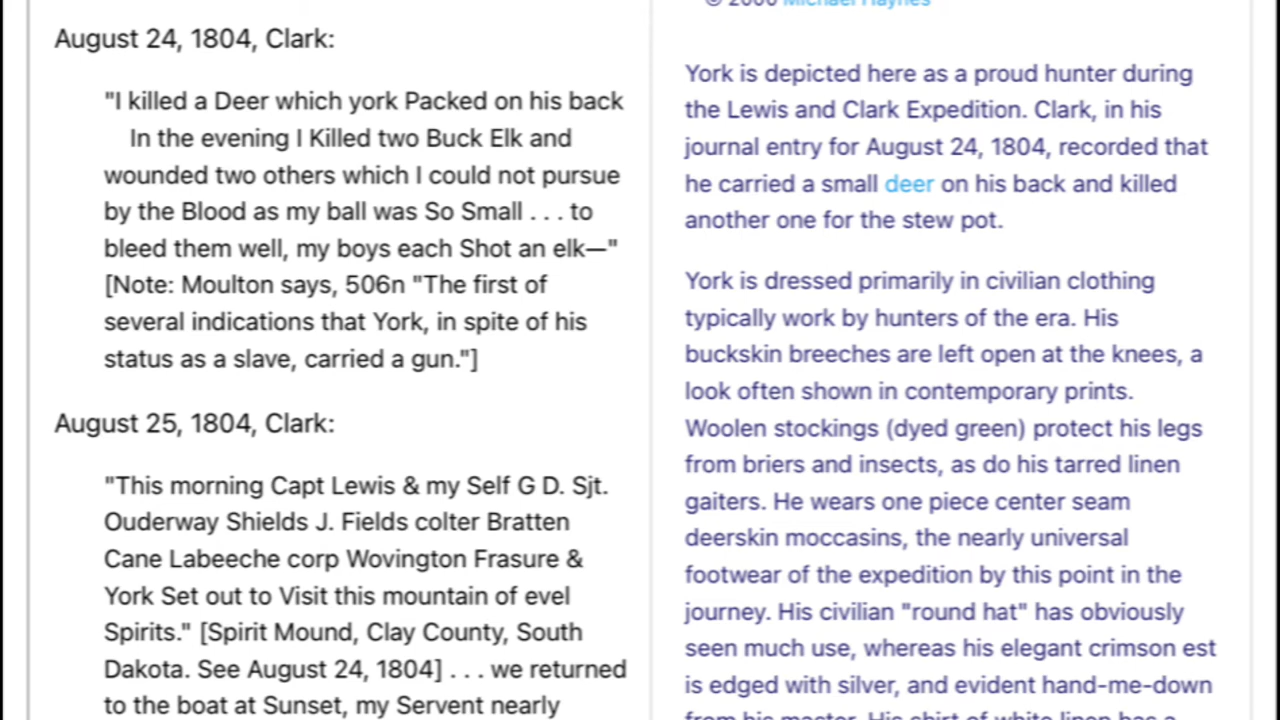 August 24, 1804, Clark:
"I killed a Deer which york Packed on his back
In the evening I Killed two Buck Elk and
wounded two others which I could not pursue
by the Blood as my ball was So Small . . . to
bleed them well, my boys each Shot an elk—"
[Note: Moulton says, 506n "The first of
several indications that York, in spite of his
status as a slave, carried a gun."]
August 25, 1804, Clark:
"This morning Capt Lewis & my Self G D. Sjt.
Ouderway Shields J. Fields colter Bratten
Cane Labeeche corp Wovington Frasure &
York Set out to Visit this mountain of evel
Spirits." [Spirit Mound, Clay County, South
Dakota. See August 24, 1804] . . . we returned
to the boat at Sunset, my Servent nearly
© 2006 Michael Haynes
York is depicted here as a proud hunter during
the Lewis and Clark Expedition. Clark, in his
journal entry for August 24, 1804, recorded that
he carried a small deer on his back and killed
another one for the stew pot.
York is dressed primarily in civilian clothing
typically work by hunters of the era. His
buckskin breeches are left open at the knees, a
look often shown in contemporary prints.
Woolen stockings (dyed green) protect his legs
from briers and insects, as do his tarred linen
gaiters. He wears one piece center seam
deerskin moccasins, the nearly universal
footwear of the expedition by this point in the
journey. His civilian "round hat" has obviously
seen much use, whereas his elegant crimson est
is edged with silver, and evident hand-me-down
from his master. His shirt of white linen has a